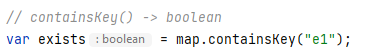 // containsKey() -> boolean
var exists : boolean = map.containsKey("e1");